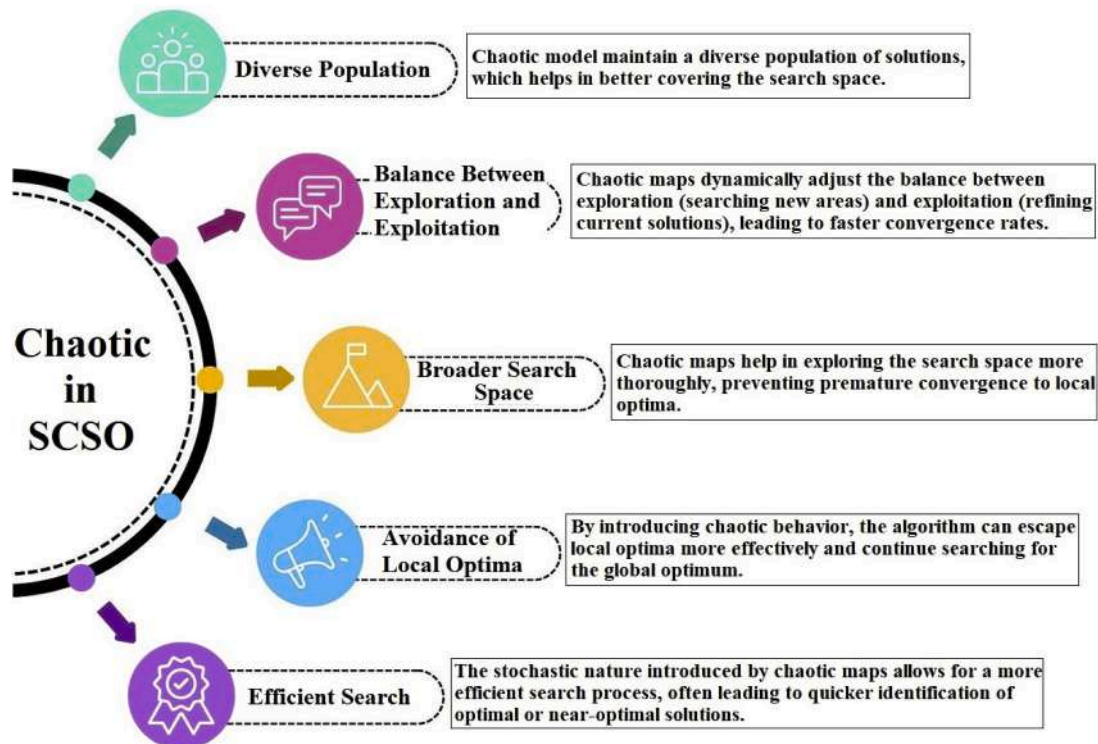 Diverse Population
Chaotic model maintain a diverse population of solutions,
which helps in better covering the search space.
Balance Between
Exploration and
Exploitation
Chaotic maps dynamically adjust the balance between
exploration (searching new areas) and exploitation (refining
current solutions), leading to faster convergence rates.
Chaotic
in
SCSO
Broader Search
Space
Chaotic maps help in exploring the search space more
thoroughly, preventing premature convergence to local
optima.
Avoidance of
Local Optima
By introducing chaotic behavior, the algorithm can escape
local optima more effectively and continue searching for
the global optimum.
Efficient Search
The stochastic nature introduced by chaotic maps allows for a more
efficient search process, often leading to quicker identification of
optimal or near-optimal solutions.